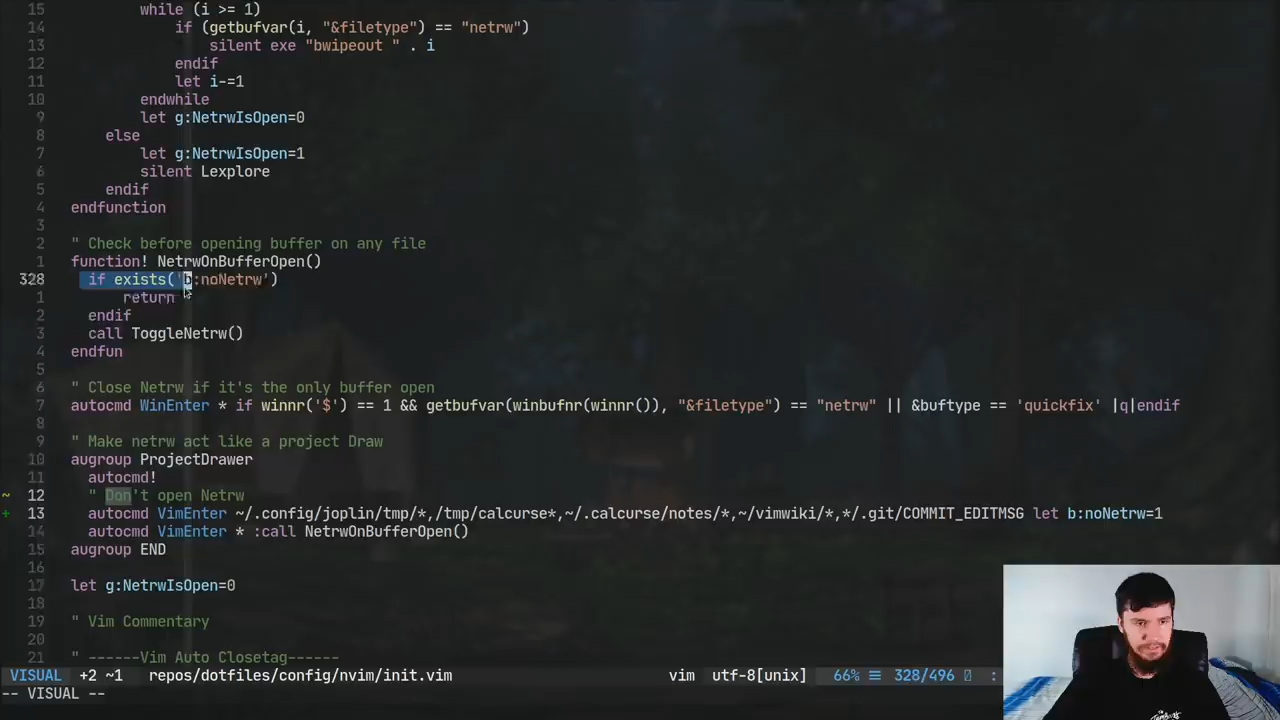 15 while (i >= 1)
14 if (getbufvar(i, "&filetype") == "netrw")
13 silent exe "bwipeout " . i
12 endif
11 let i-=1
10 endwhile
9 let g:NetrwIsOpen=0
8 else
7 let g:NetrwIsOpen=1
6 silent Lexplore
5 endif
4 endfunction
3
2 " Check before opening buffer on any file
1 function! NetrwOnBufferOpen()
328 if exists('b:noNetrw')
1 return
2 endif
3 call ToggleNetrw()
4 endfun
5
6 " Close Netrw if it's the only buffer open
7 autocmd WinEnter * if winnr('$') == 1 && getbufvar(winbufnr(winnr()), "&filetype") == "netrw" || &buftype == 'quickfix' |q|endif
8
9 " Make netrw act like a project Draw
10 augroup ProjectDrawer
11 autocmd!
~ 12 " Don't open Netrw
+ 13 autocmd VimEnter ~/.config/joplin/tmp/*,/tmp/calcurse*,~/.calcurse/notes/*,~/vimwiki/*,*/.git/COMMIT_EDITMSG let b:noNetrw=1
14 autocmd VimEnter * :call NetrwOnBufferOpen()
15 augroup END
16
17 let g:NetrwIsOpen=0
18
19 " Vim Commentary
20
21 " ------Vim Auto Closetag------
VISUAL +2 ~1 repos/dotfiles/config/nvim/init.vim vim utf-8[unix] 66% ≡ 328/496 :
-- VISUAL --